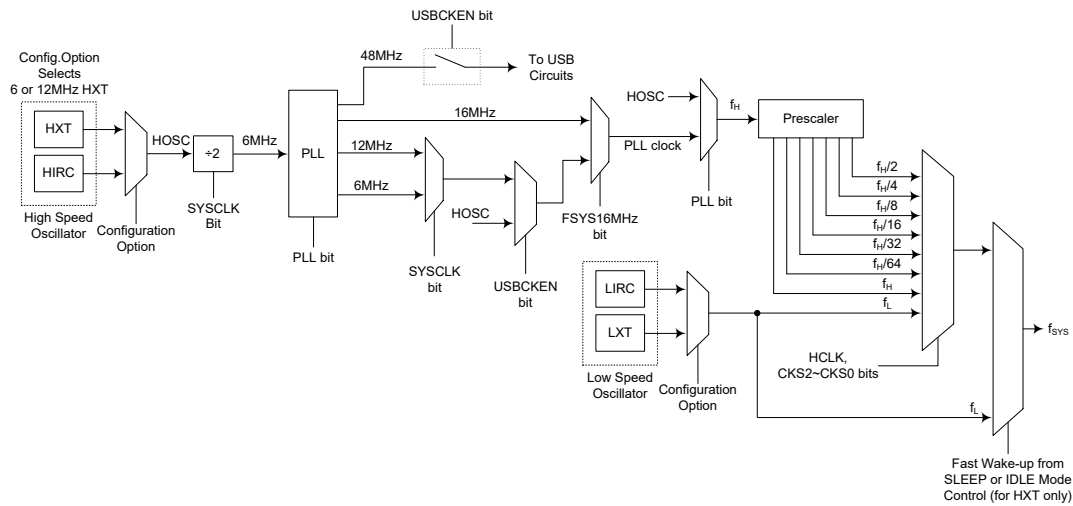 USBCKEN bit
48MHz
To USB
Circuits
Config.Option
Selects
6 or 12MHz HXT
HXT
HIRC
High Speed
Oscillator
Configuration
Option
HOSC
÷2
SYSCLK
Bit
6MHz
PLL
PLL bit
16MHz
12MHz
6MHz
SYSCLK
bit
HOSC
USBCKEN
bit
FSYS16MHz
bit
PLL clock
HOSC
PLL bit
fH
Prescaler
fH/2
fH/4
fH/8
fH/16
fH/32
fH/64
fH
fL
LIRC
LXT
Low Speed
Oscillator
Configuration
Option
HCLK,
CKS2~CKS0 bits
fL
fSYS
Fast Wake-up from
SLEEP or IDLE Mode
Control (for HXT only)